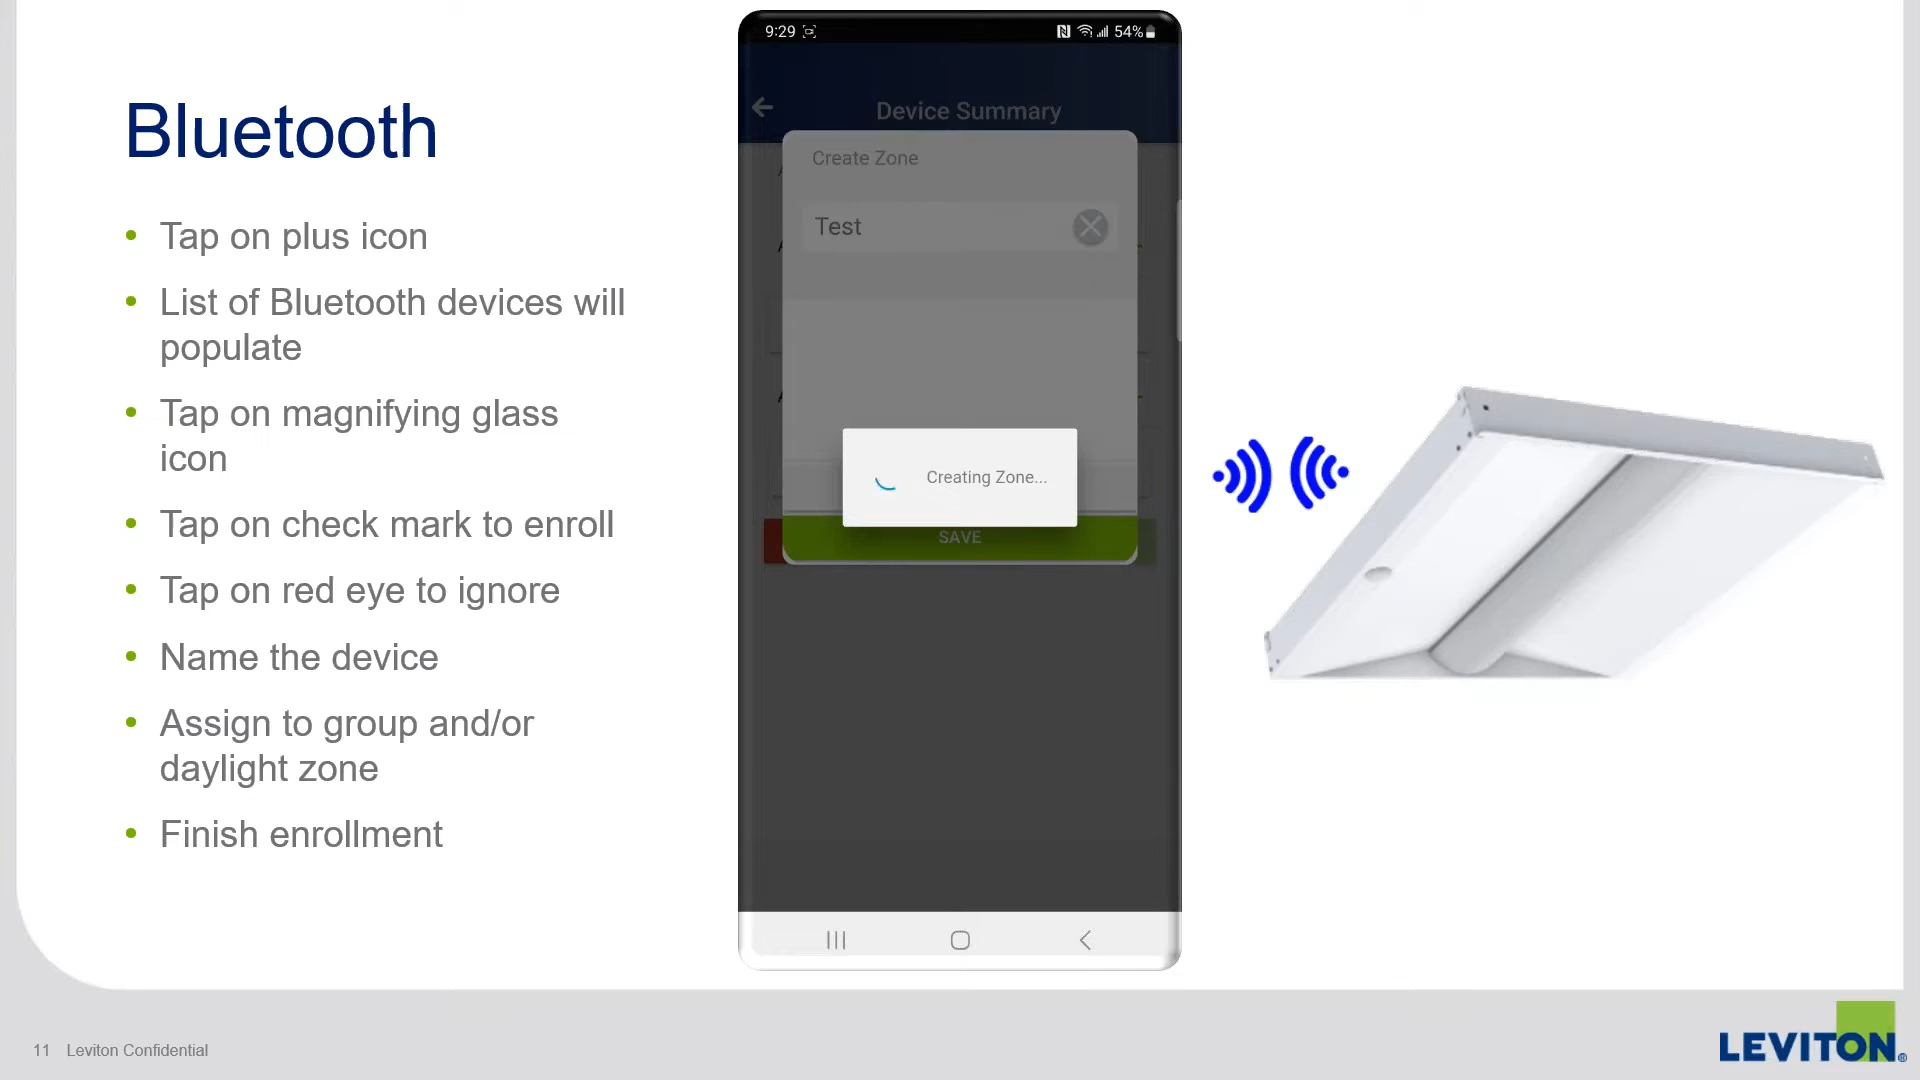 Bluetooth
• Tap on plus icon
• List of Bluetooth devices will
populate
• Tap on magnifying glass
icon
• Tap on check mark to enroll
• Tap on red eye to ignore
• Name the device
• Assign to group and/or
daylight zone
• Finish enrollment
9:29
54%
Device Summary
Create Zone
Test
Creating Zone...
SAVE
11 Leviton Confidential
LEVITON®